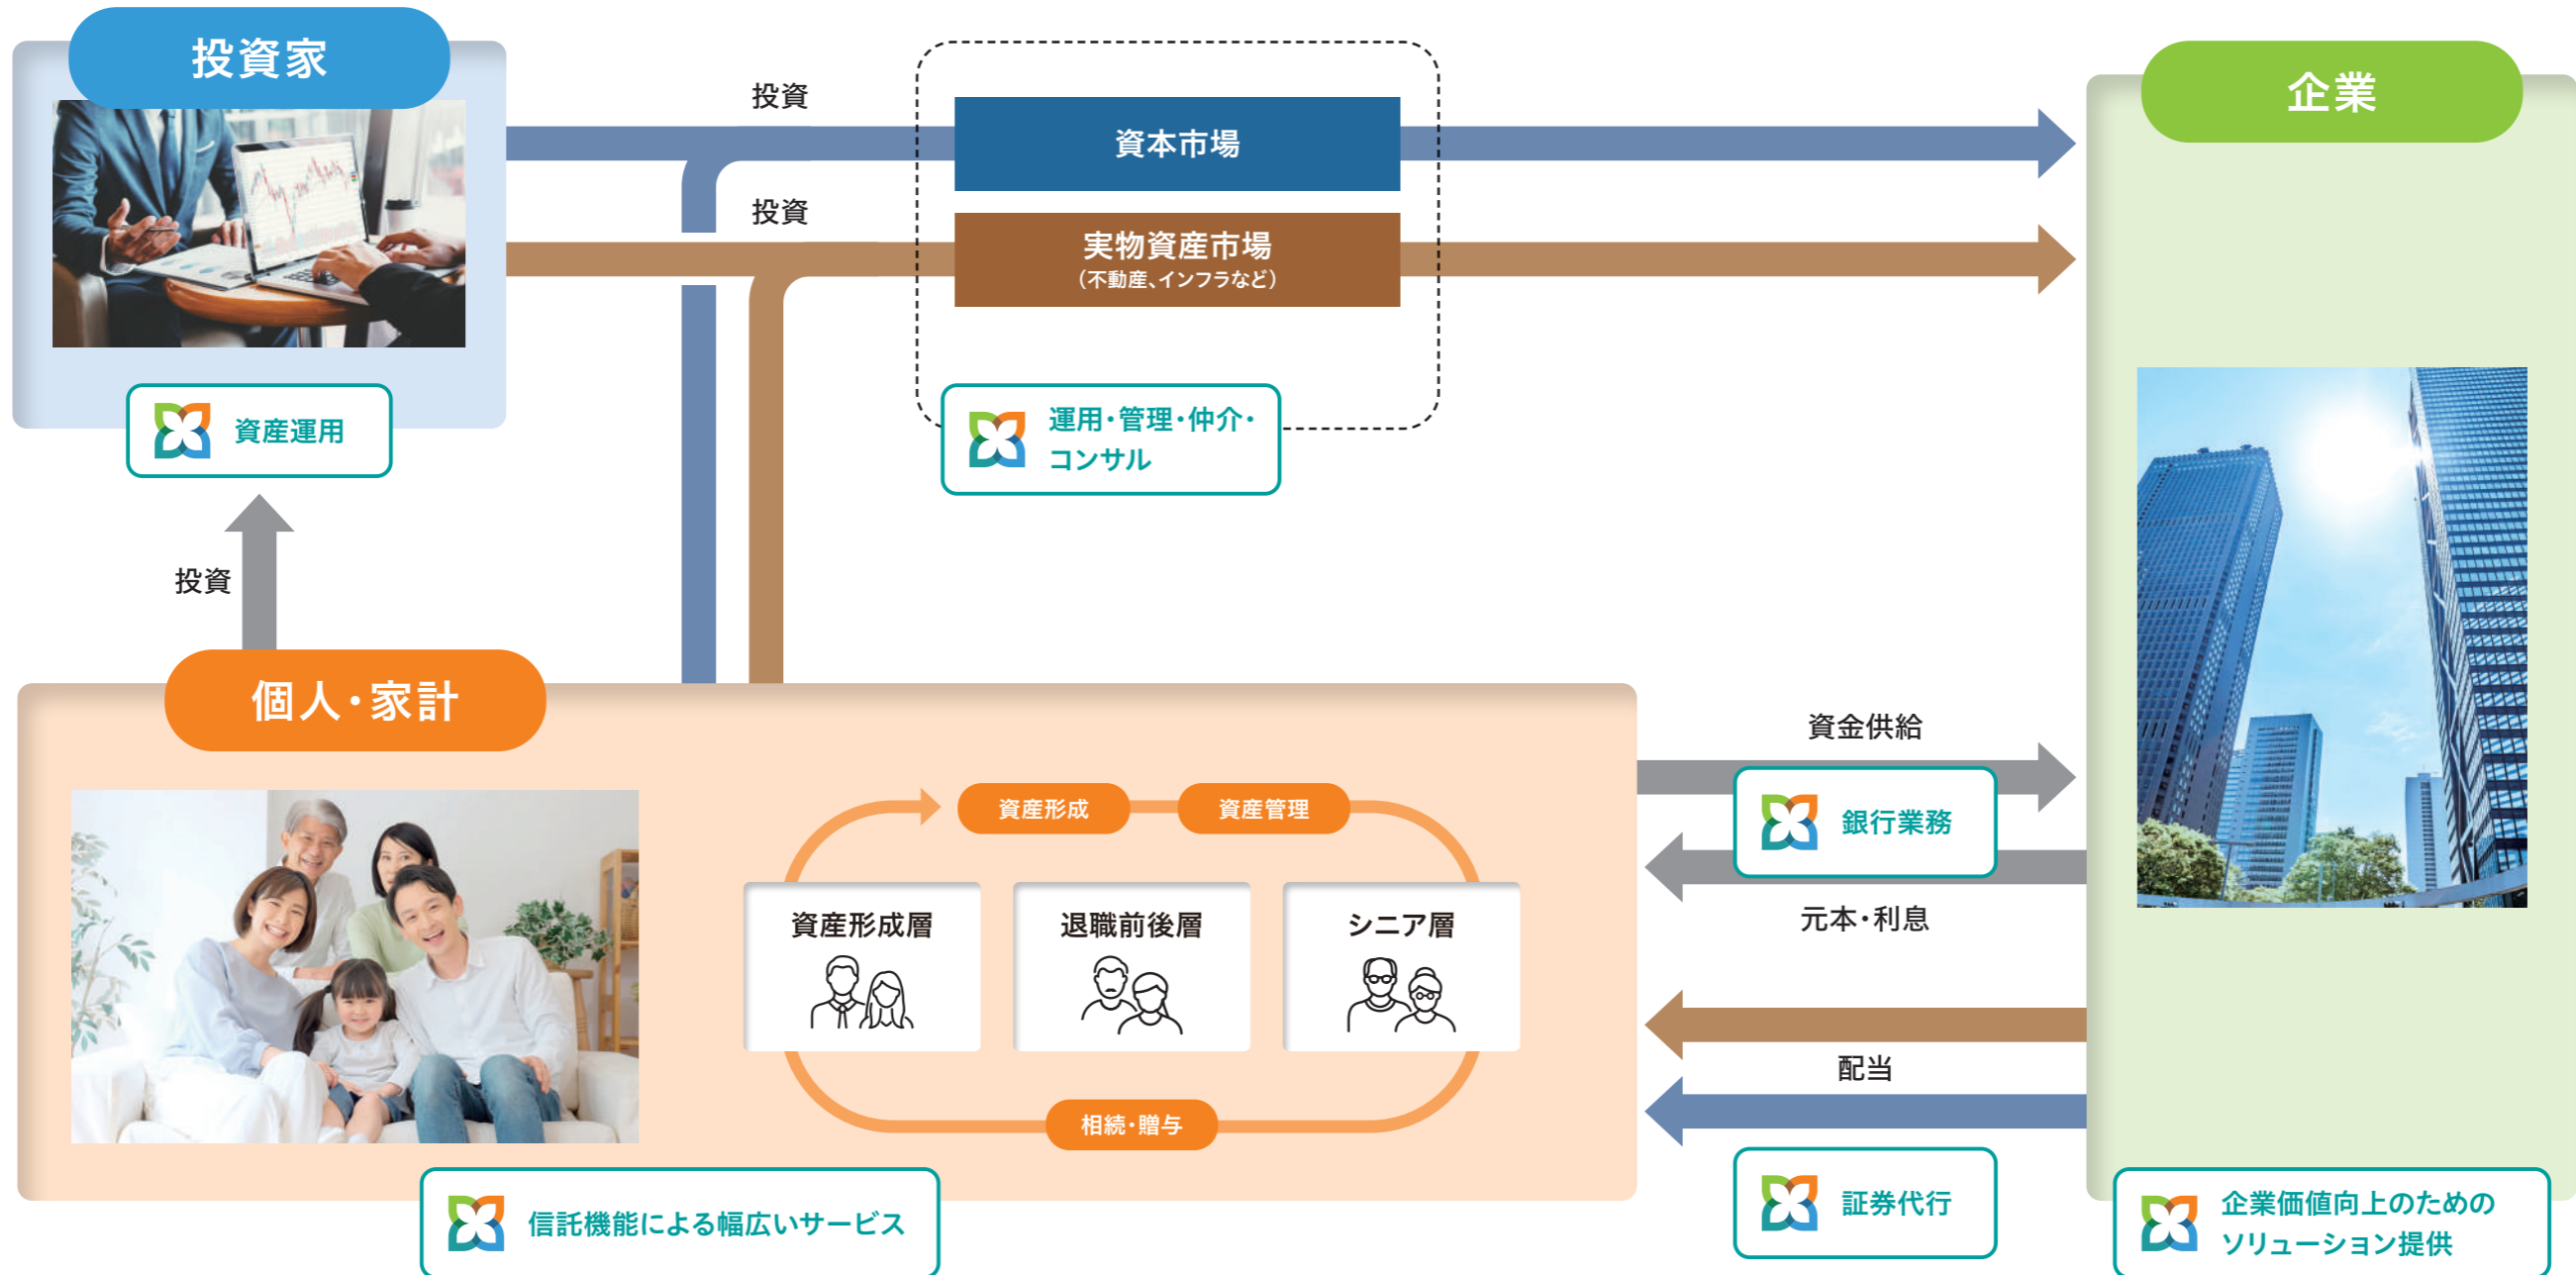 投資家
資産運用
投資
投資
資本市場
実物資産市場
（不動産、インフラなど）
運用・管理・仲介・
コンサル
企業
投資
個人・家計
資産形成
資産管理
資産形成層
退職前後層
シニア層
相続・贈与
信託機能による幅広いサービス
資金供給
銀行業務
元本・利息
配当
証券代行
企業価値向上のための
ソリューション提供